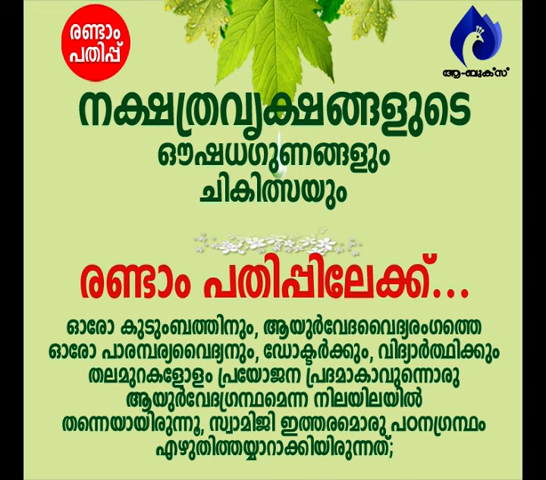 രണ്ടാം
പതിപ്പ്
ആ-ബുക്സ്
നക്ഷത്രവൃക്ഷങ്ങളുടെ
ഔഷധഗുണങ്ങളും
ചികിത്സയും
രണ്ടാം പതിപ്പിലേക്ക്...
ഓരോ കുടുംബത്തിനും, ആയുർവേദവൈദ്യരംഗത്തെ
ഓരോ പാരമ്പര്യവൈദ്യനും, ഡോക്ടർക്കും, വിദ്യാർത്ഥിക്കും
തലമുറകളോളം പ്രയോജന പ്രദമാകാവുന്നൊരു
ആയുർവേദഗ്രന്ഥമെന്ന നിലയിലയിൽ
തന്നെയായിരുന്നൂ, സ്വാമിജി ഇത്തരമൊരു പഠനഗ്രന്ഥം
എഴുതിത്തയ്യാറാക്കിയിരുന്നത്;